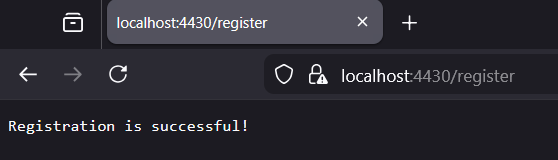 localhost:4430/register
localhost:4430/register
Registration is successful!